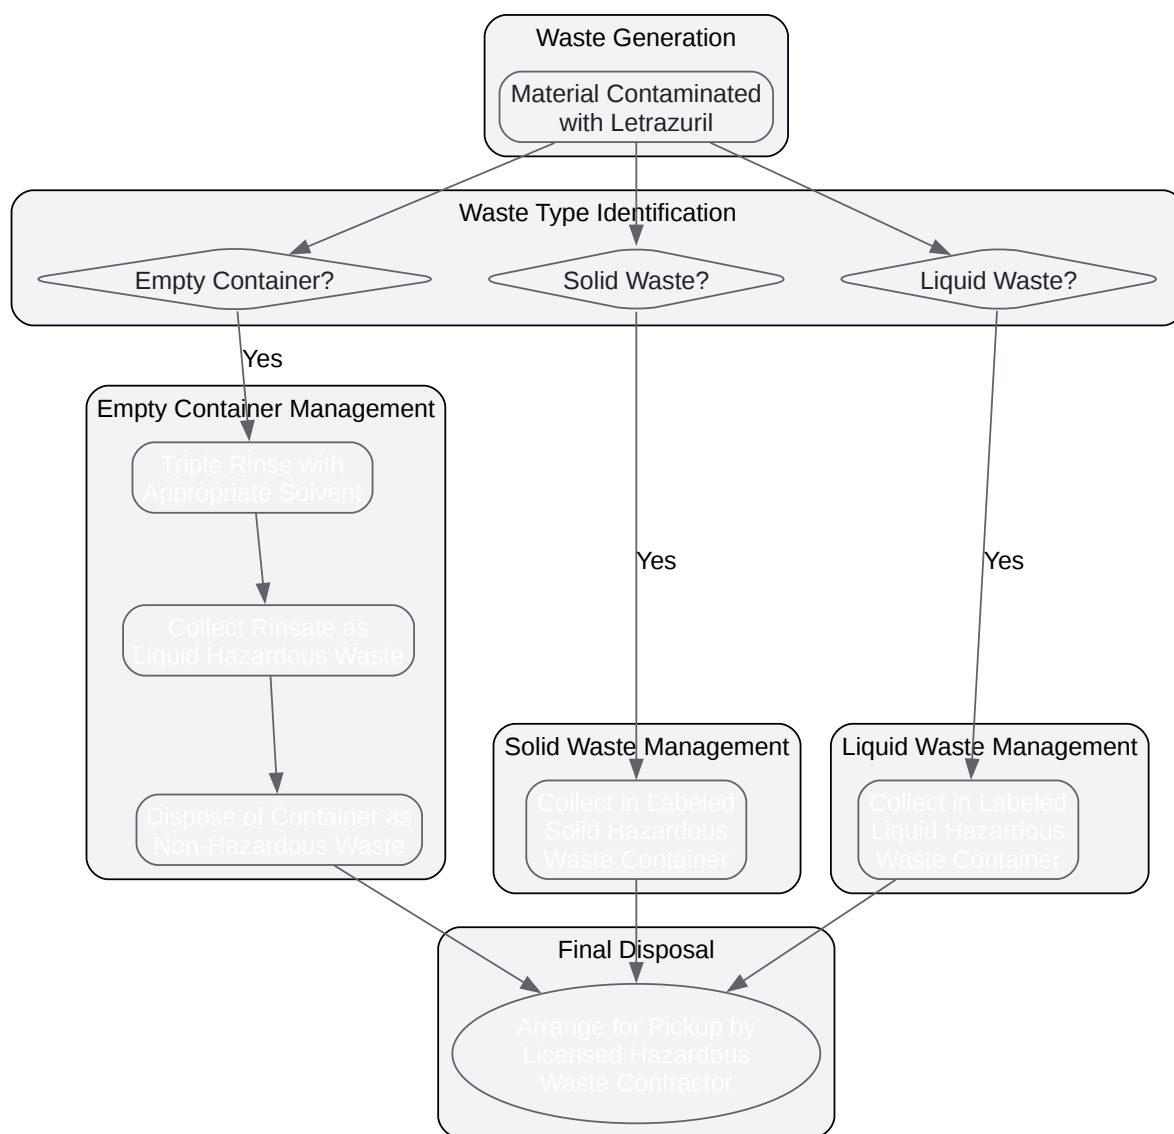 Waste Generation
Material Contaminated
with Letrazuril
Waste Type Identification
Empty Container?
Solid Waste?
Liquid Waste?
Yes
Empty Container Management
Triple Rinse with
Appropriate Solvent
Yes
Yes
Collect Rinsate as
Liquid Hazardous Waste
Solid Waste Management
Liquid Waste Management
Dispose of Container as
Non-Hazardous Waste
Collect in Labeled
Solid Hazardous
Waste Container
Collect in Labeled
Liquid Hazardous
Waste Container
Final Disposal
Arrange for Pickup by
Licensed Hazardous
Waste Contractor